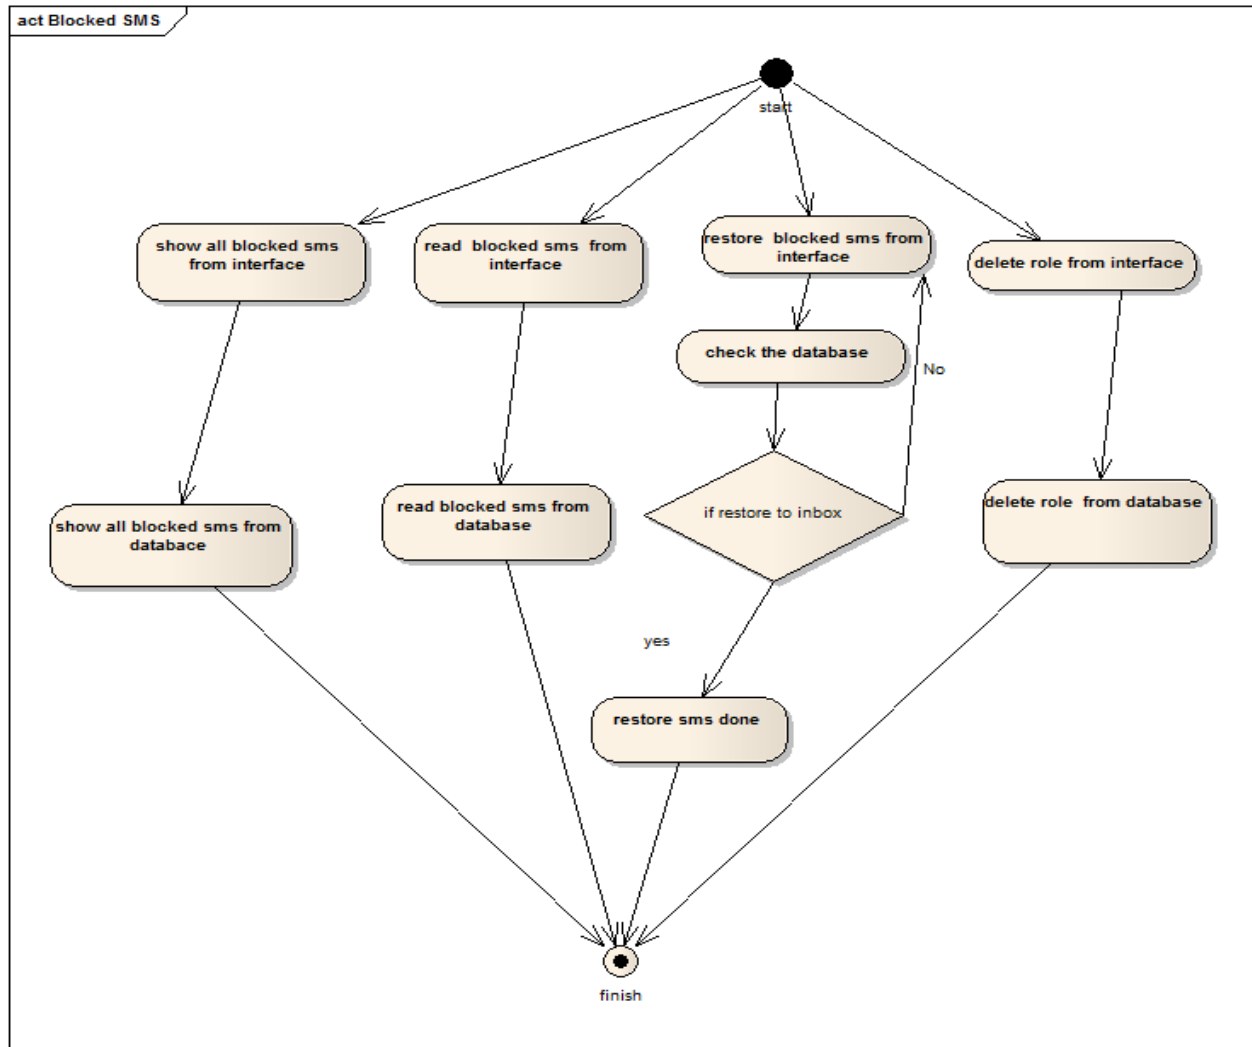 act Blocked SMS
start
show all blocked sms
from interface
read blocked sms from
interface
restore blocked sms from
interface
delete role from interface
check the database
No
show all blocked sms from
databace
read blocked sms from
database
if restore to inbox
delete role from database
yes
restore sms done
finish